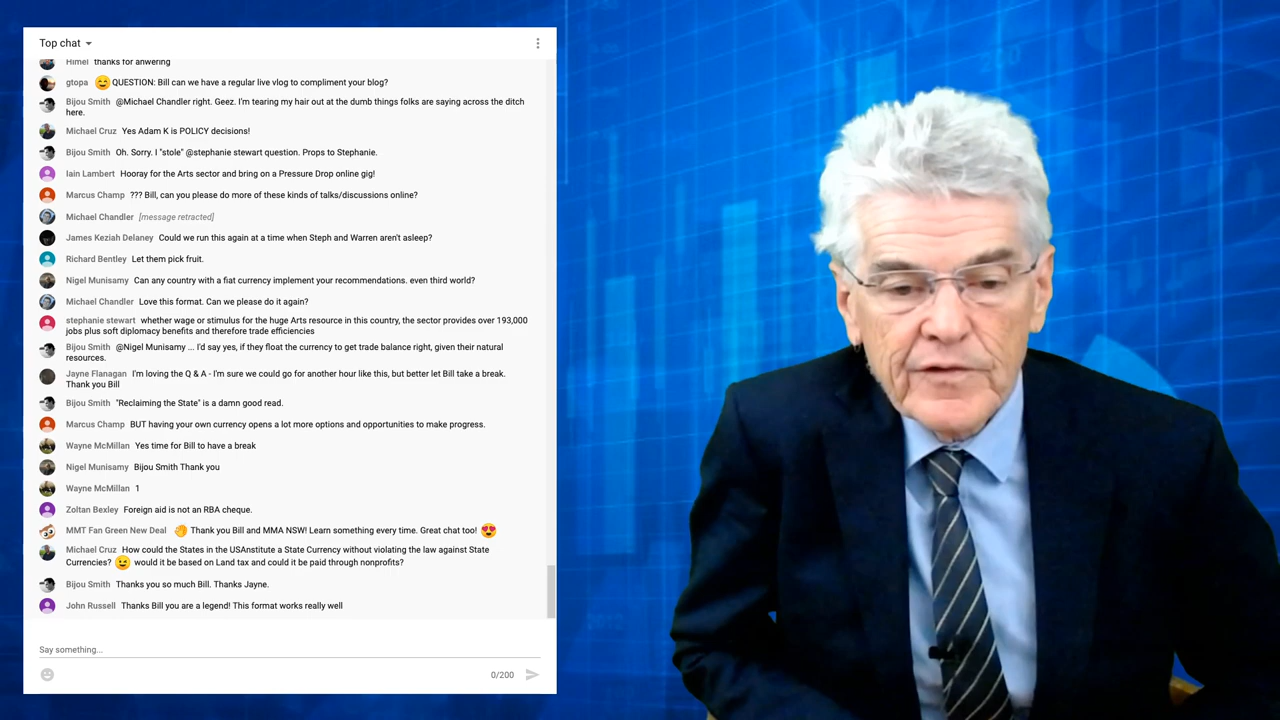 Top chat
Himel thanks for anwering
gtopa QUESTION: Bill can we have a regular live vlog to compliment your blog?
Bijou Smith @Michael Chandler right. Geez. I'm tearing my hair out at the dumb things folks are saying across the ditch
here.
Michael Cruz Yes Adam K is POLICY decisions!
Bijou Smith Oh. Sorry. I "stole" @stephanie stewart question. Props to Stephanie.
Iain Lambert Hooray for the Arts sector and bring on a Pressure Drop online gig!
Marcus Champ ??? Bill, can you please do more of these kinds of talks/discussions online?
Michael Chandler [message retracted]
James Keziah Delaney Could we run this again at a time when Steph and Warren aren't asleep?
Richard Bentley Let them pick fruit.
Nigel Munisamy Can any country with a fiat currency implement your recommendations. even third world?
Michael Chandler Love this format. Can we please do it again?
stephanie stewart whether wage or stimulus for the huge Arts resource in this country, the sector provides over 193,000
jobs plus soft diplomacy benefits and therefore trade efficiencies
Bijou Smith @Nigel Munisamy ... I'd say yes, if they float the currency to get trade balance right, given their natural
resources.
Jayne Flanagan I'm loving the Q & A - I'm sure we could go for another hour like this, but better let Bill take a break.
Thank you Bill
Bijou Smith "Reclaiming the State" is a damn good read.
Marcus Champ BUT having your own currency opens a lot more options and opportunities to make progress.
Wayne McMillan Yes time for Bill to have a break
Nigel Munisamy Bijou Smith Thank you
Wayne McMillan 1
Zoltan Bexley Foreign aid is not an RBA cheque.
MMT Fan Green New Deal Thank you Bill and MMA NSW! Learn something every time. Great chat too!
Michael Cruz How could the States in the USAnstitute a State Currency without violating the law against State
Currencies? would it be based on Land tax and could it be paid through nonprofits?
Bijou Smith Thanks you so much Bill. Thanks Jayne.
John Russell Thanks Bill you are a legend! This format works really well
Say something...
0/200